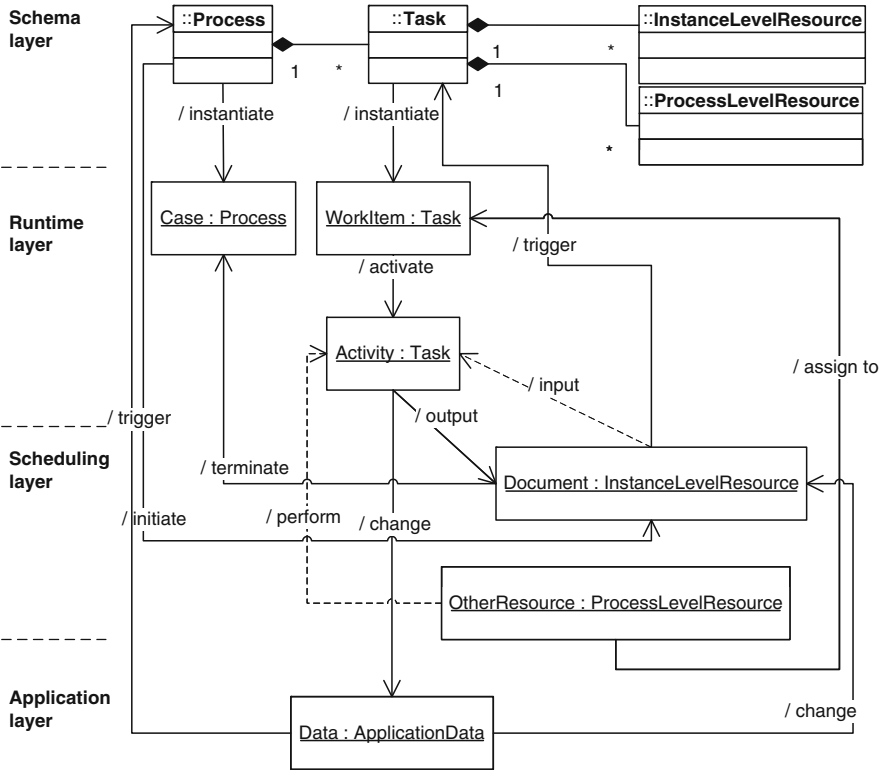 Schema
layer
::Process
::Task
::InstanceLevelResource
1
*
1
*
1
::ProcessLevelResource
*
/ instantiate
/ instantiate
Runtime
layer
Case : Process
WorkItem : Task
/ trigger
/ activate
Activity : Task
/ assign to
/ input
/ trigger
/ output
Scheduling
layer
/ terminate
Document : InstanceLevelResource
/ initiate
/ perform
/ change
OtherResource : ProcessLevelResource
Application
layer
/ change
Data : ApplicationData